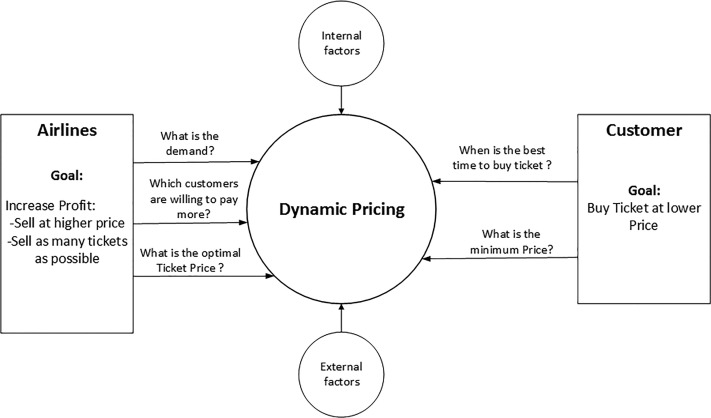 Internal
factors
Airlines
Goal:
Increase Profit:
-Sell at higher price
-Sell as many tickets
as possible
What is the
demand?
Which customers
are willing to pay
more?
What is the optimal
Ticket Price ?
Dynamic Pricing
When is the best
time to buy ticket ?
What is the
minimum Price?
Customer
Goal:
Buy Ticket at lower
Price
External
factors